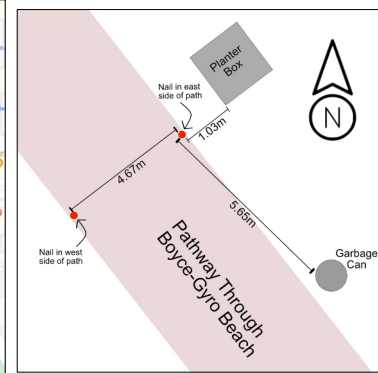 Planter
Box
Nail in east
side of path
1.03m
N
4.67m
5.65m
Nail in west
side of path
Pathway Through
Boyce-Gyro Beach
Garbage
Can